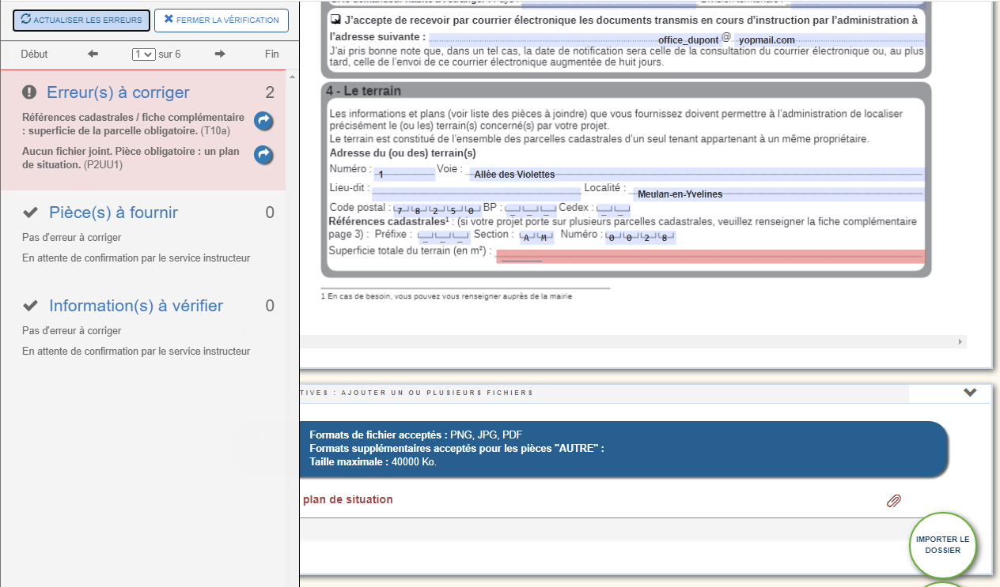 ACTUALISER LES ERREURS
FERMER LA VÉRIFICATION
Début
1 sur 6
Fin
Erreur(s) à corriger 2
Références cadastrales / fiche complémentaire
: superficie de la parcelle obligatoire. (T10a)
Aucun fichier joint. Pièce obligatoire : un plan
de situation. (P2UU1)
Pièce(s) à fournir 0
Pas d'erreur à corriger
En attente de confirmation par le service instructeur
Information(s) à vérifier 0
Pas d'erreur à corriger
En attente de confirmation par le service instructeur
J'accepte de recevoir par courrier électronique les documents transmis en cours d'instruction par l'administration à
l'adresse suivante : office_dupont @ yopmail.com
J'ai pris bonne note que, dans un tel cas, la date de notification sera celle de la consultation du courrier électronique ou, au plus
tard, celle de l'envoi de ce courrier électronique augmentée de huit jours.
4 - Le terrain
Les informations et plans (voir liste des pièces à joindre) que vous fournissez doivent permettre à l'administration de localiser
précisément le (ou les) terrain(s) concerné(s) par votre projet.
Le terrain est constitué de l'ensemble des parcelles cadastrales d'un seul tenant appartenant à un même propriétaire.
Adresse du (ou des) terrain(s)
Numéro : 1 Voie : Allée des Violettes
Lieu-dit : Localité : Meulan-en-Yvelines
Code postal : 7 8 2 5 0 BP : _ _ _ Cedex : _ _
Références cadastrales¹ : (si votre projet porte sur plusieurs parcelles cadastrales, veuillez renseigner la fiche complémentaire
page 3) : Préfixe : _ _ _ Section : A M Numéro : 0 0 2 8
Superficie totale du terrain (en m²) :
1 En cas de besoin, vous pouvez vous renseigner auprès de la mairie
TIVES : AJOUTER UN OU PLUSIEURS FICHIERS
Formats de fichier acceptés : PNG, JPG, PDF
Formats supplémentaires acceptés pour les pièces "AUTRE" :
Taille maximale : 40000 Ko.
plan de situation
IMPORTER LE
DOSSIER